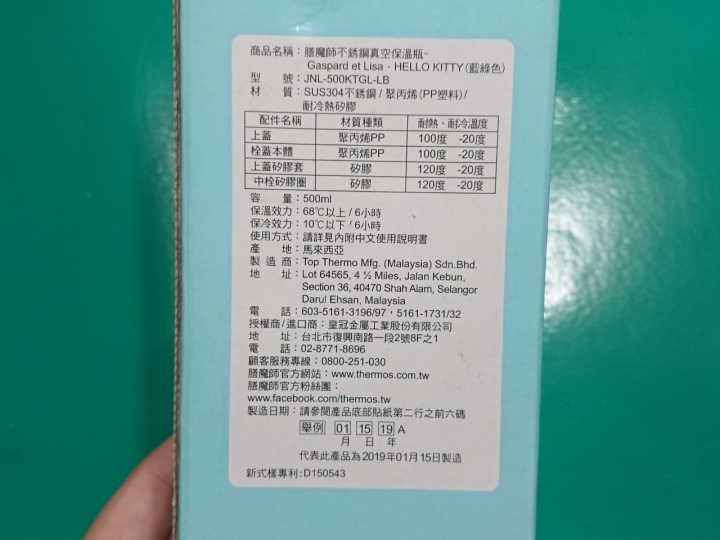 商品名稱：膳魔師不銹鋼真空保溫瓶-
Gaspard et Lisa‧HELLO KITTY（藍綠色）
型 號：JNL-500KTGL-LB
材 質：SUS304不銹鋼 / 聚丙烯（PP塑料）/
耐冷熱矽膠
配件名稱 材質種類 耐熱、耐冷溫度
上蓋 聚丙烯PP 100度 -20度
栓蓋本體 聚丙烯PP 100度 -20度
上蓋矽膠套 矽膠 120度 -20度
中栓矽膠圈 矽膠 120度 -20度
容 量：500ml
保溫效力：68℃以上 / 6小時
保冷效力：10℃以下 / 6小時
使用方式：請詳見內附中文使用說明書
產 地：馬來西亞
製 造 商：Top Thermo Mfg. (Malaysia) Sdn.Bhd.
地 址：Lot 64565, 4 ½ Miles, Jalan Kebun,
Section 36, 40470 Shah Alam, Selangor
Darul Ehsan, Malaysia
電 話：603-5161-3196/97，5161-1731/32
授權商/進口商：皇冠金屬工業股份有限公司
地 址：台北市復興南路一段2號8F之1
電 話：02-8771-8696
顧客服務專線：0800-251-030
膳魔師官方網站：www.thermos.com.tw
膳魔師官方粉絲團：
www.facebook.com/thermos.tw
製造日期：請參閱產品底部貼紙第二行之前六碼
舉例 01 15 19 A
月 日 年
代表此產品為2019年01月15日製造
新式樣專利:D150543